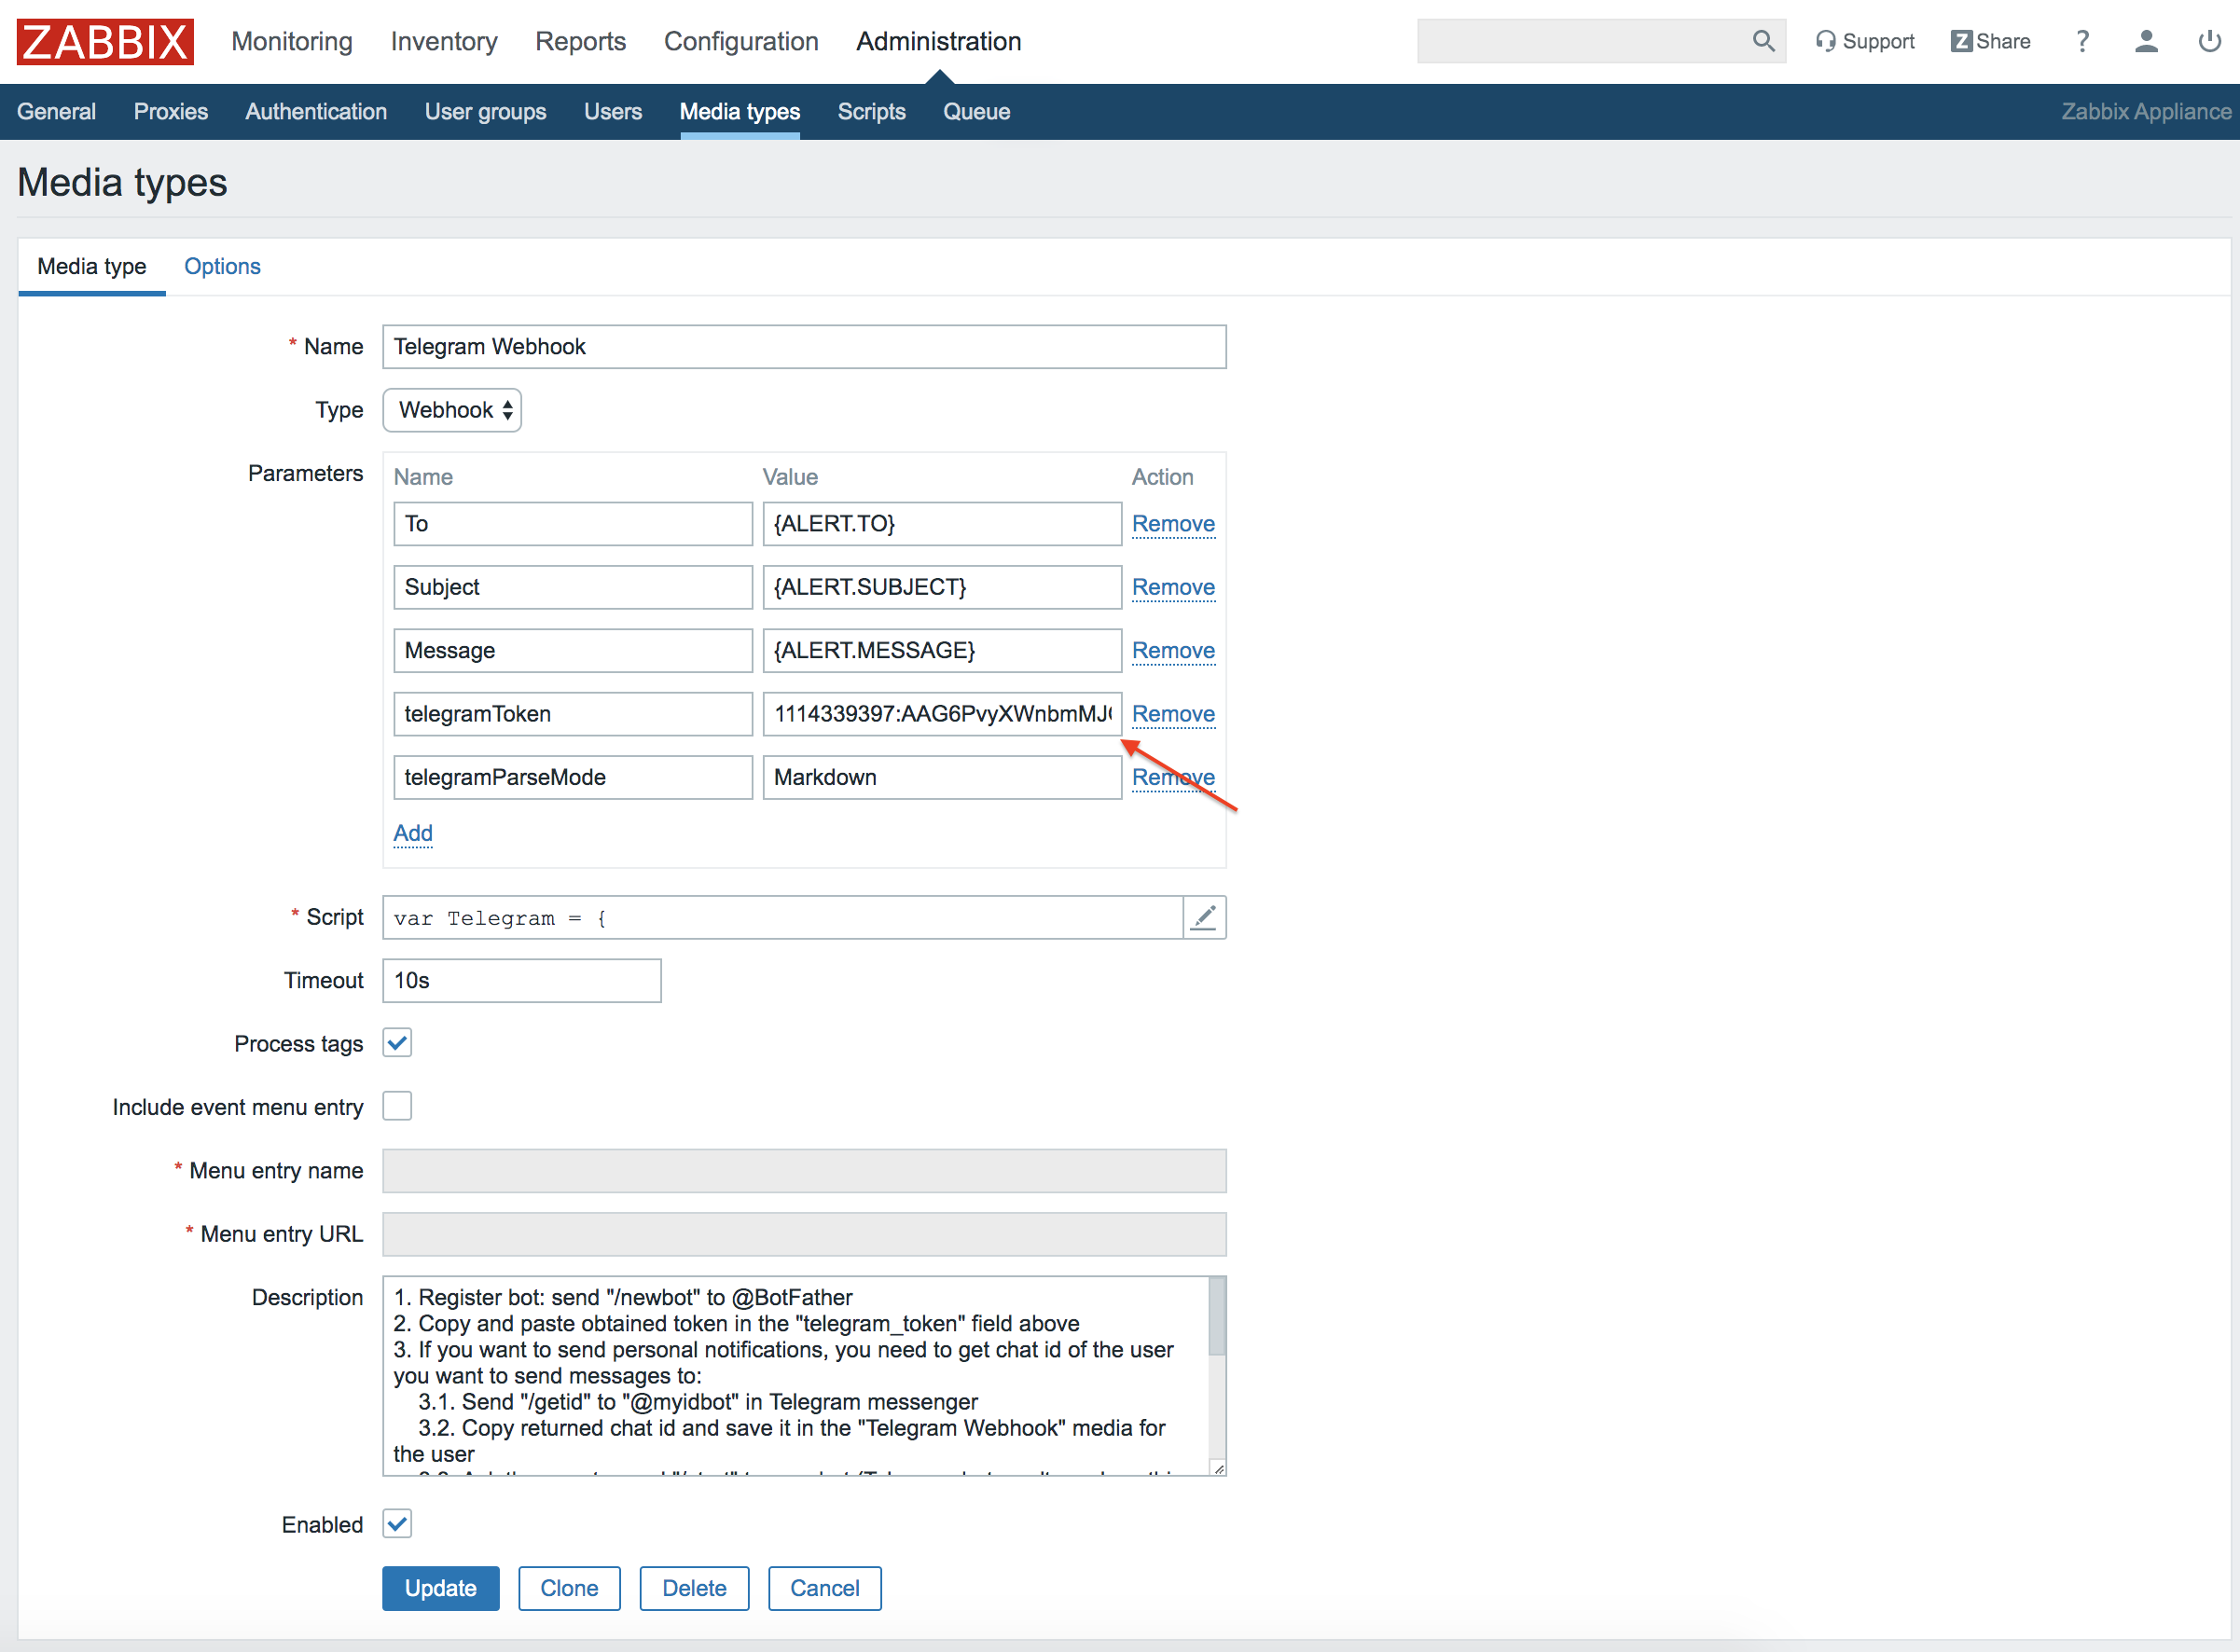 ZABBIX Monitoring Inventory Reports Configuration Administration Support Z Share ?
General Proxies Authentication User groups Users Media types Scripts Queue Zabbix Appliance
Media types
Media type Options
* Name Telegram Webhook
Type Webhook
Parameters Name Value Action
To {ALERT.TO} Remove
Subject {ALERT.SUBJECT} Remove
Message {ALERT.MESSAGE} Remove
telegramToken 1114339397:AAG6PvyXWnbmMJ Remove
telegramParseMode Markdown Remove
Add
* Script var Telegram = {
Timeout 10s
Process tags
Include event menu entry
* Menu entry name
* Menu entry URL
Description 1. Register bot: send "/newbot" to @BotFather
2. Copy and paste obtained token in the "telegram_token" field above
3. If you want to send personal notifications, you need to get chat id of the user
you want to send messages to:
3.1. Send "/getid" to "@myidbot" in Telegram messenger
3.2. Copy returned chat id and save it in the "Telegram Webhook" media for
the user
Enabled
Update Clone Delete Cancel